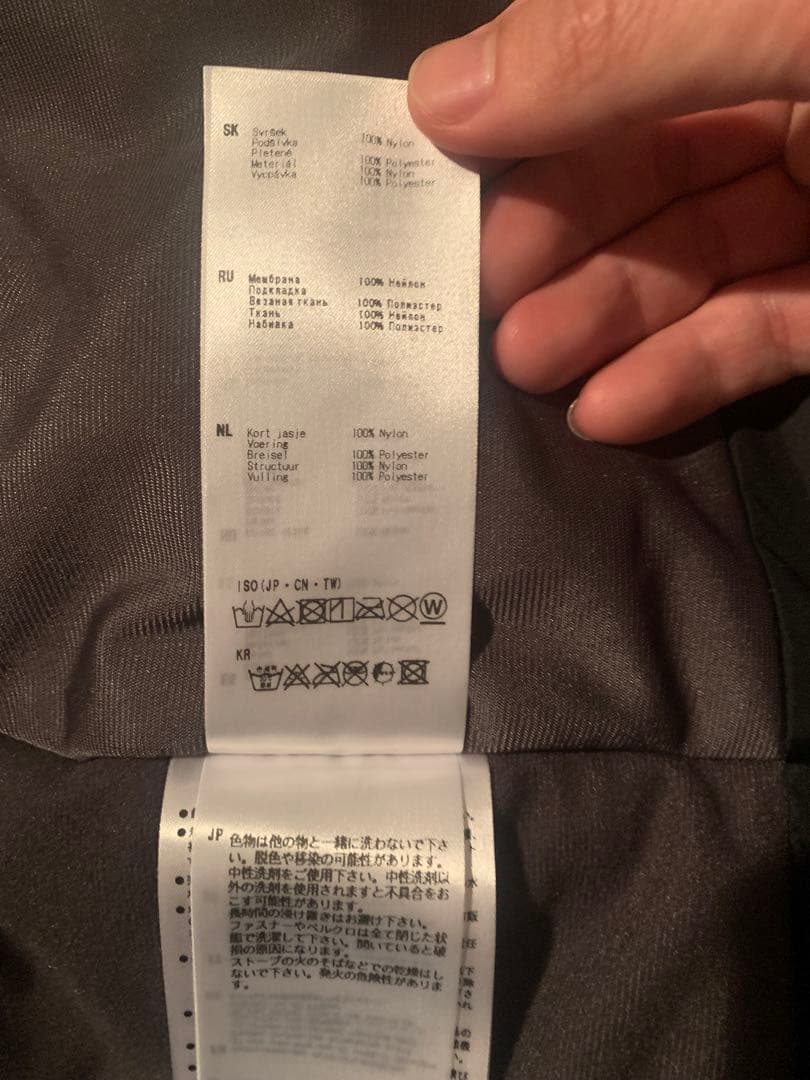 SK
Svršek 100% Nylon
Podšívka
Pletené 100% Polyester
Materiál 100% Nylon
Vycpávka 100% Polyester
RU
Мембрана 100% Нейлон
Подкладка
Вязаная ткань 100% Полиэстер
Ткань 100% Нейлон
Набивка 100% Полиэстер
NL
Kort jasje 100% Nylon
Voering
Breisel 100% Polyester
Structuur 100% Nylon
Vulling 100% Polyester
ISO(JP・CN・TW)
W
KR
JP
色物は他の物と一緒に洗わないで下さ
い。脱色や移染の可能性があります。
中性洗剤をご使用下さい。中性洗剤以
外の洗剤を使用されますと不具合をお
こす可能性があります。
長時間の浸け置きはお避け下さい。
ファスナーやベルクロは全て閉じた状
態で洗濯して下さい。開いていると破
損の原因になります。
ストーブの火のそばなどでの乾燥はし
ないで下さい。発火の危険性がありま
す。